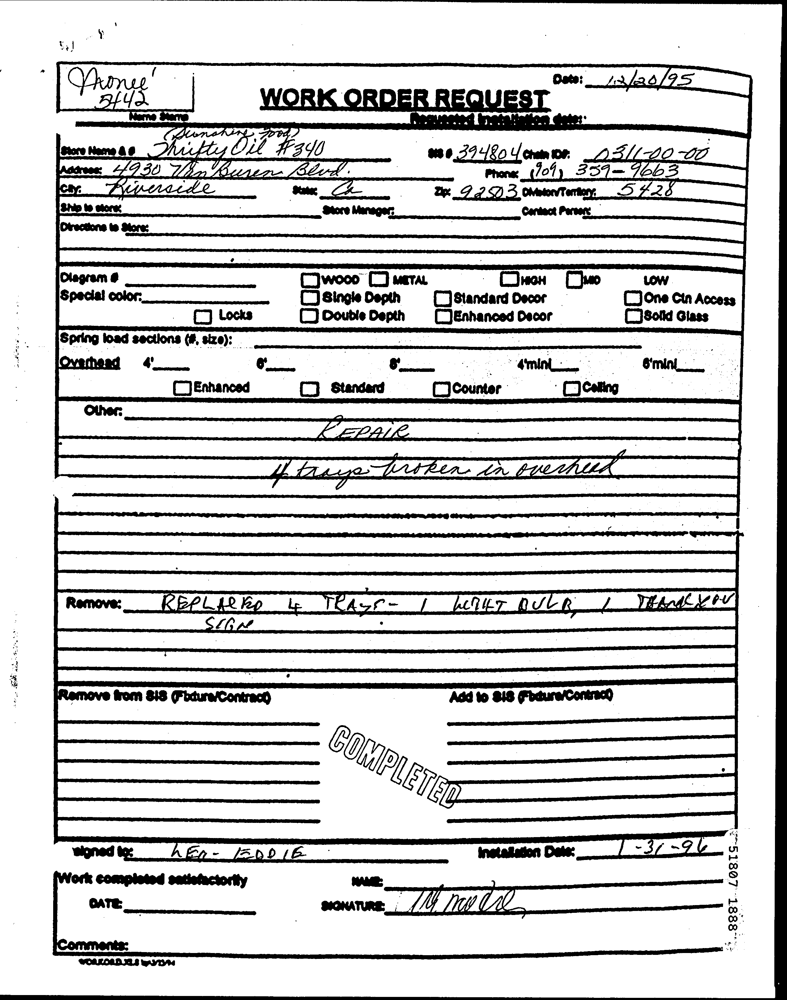 5442
Date: 12/20/95
WORK ORDER REQUEST
Name Stamp
Requested Installation date:
(Sunshine Food)
Store Name & # Thrifty Oil #340 SIS # 394804 Chain ID#: 0311-00-00
Address: 4930 Van Buren Blvd. Phone: (909) 359-9663
City: Riverside State: Ca Zip: 92503 Division/Territory: 5428
Ship to store: Store Manager: Contact Person:
Directions to Store:
Diagram # WOOD METAL HIGH MID LOW
Special color: Single Depth Standard Decor One Ctn Access
Locks Double Depth Enhanced Decor Solid Glass
Spring load sections (#, size):
Overhead 4' 6' 8' 4'mini 6'mini
Enhanced Standard Counter Ceiling
Other:
REPAIR
4 trays broken in overhead
Remove: REPLACED 4 TRAYS - 1 LIGHT BULB, 1 THANK YOU
SIGN
Remove from SIS (Fixture/Contract) Add to SIS (Fixture/Contract)
COMPLETED
signed to: LEO - EDDIE Installation Date: 1-31-96
Work completed satisfactorily NAME:
DATE: SIGNATURE:
51807 1888
Comments: